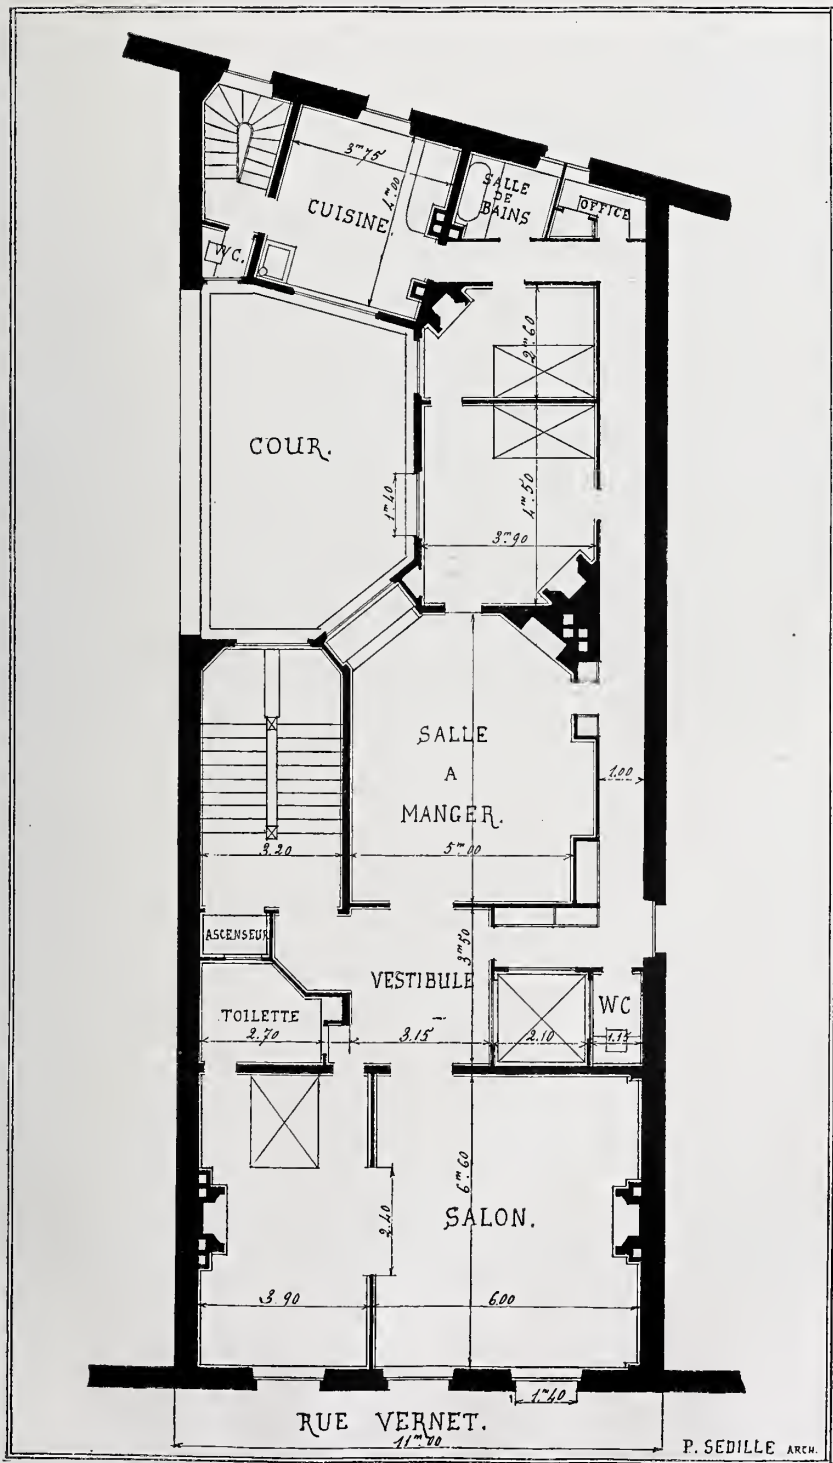 3ᵐ75
4ᵐ00
CUISINE.
SALLE
DE
BAINS
OFFICE
WC.
2ᵐ60
COUR.
1ᵐ40
4ᵐ50
3ᵐ90
SALLE
A
MANGER.
1.00
3.20
5ᵐ00
ASCENSEUR
3ᵐ50
VESTIBULE
WC
TOILETTE
2.70
3.15
2.10
1.15
6ᵐ60
2.40
SALON.
3.90
6.00
1ᵐ40
RUE VERNET.
11ᵐ00
P. SEDILLE ARCH.